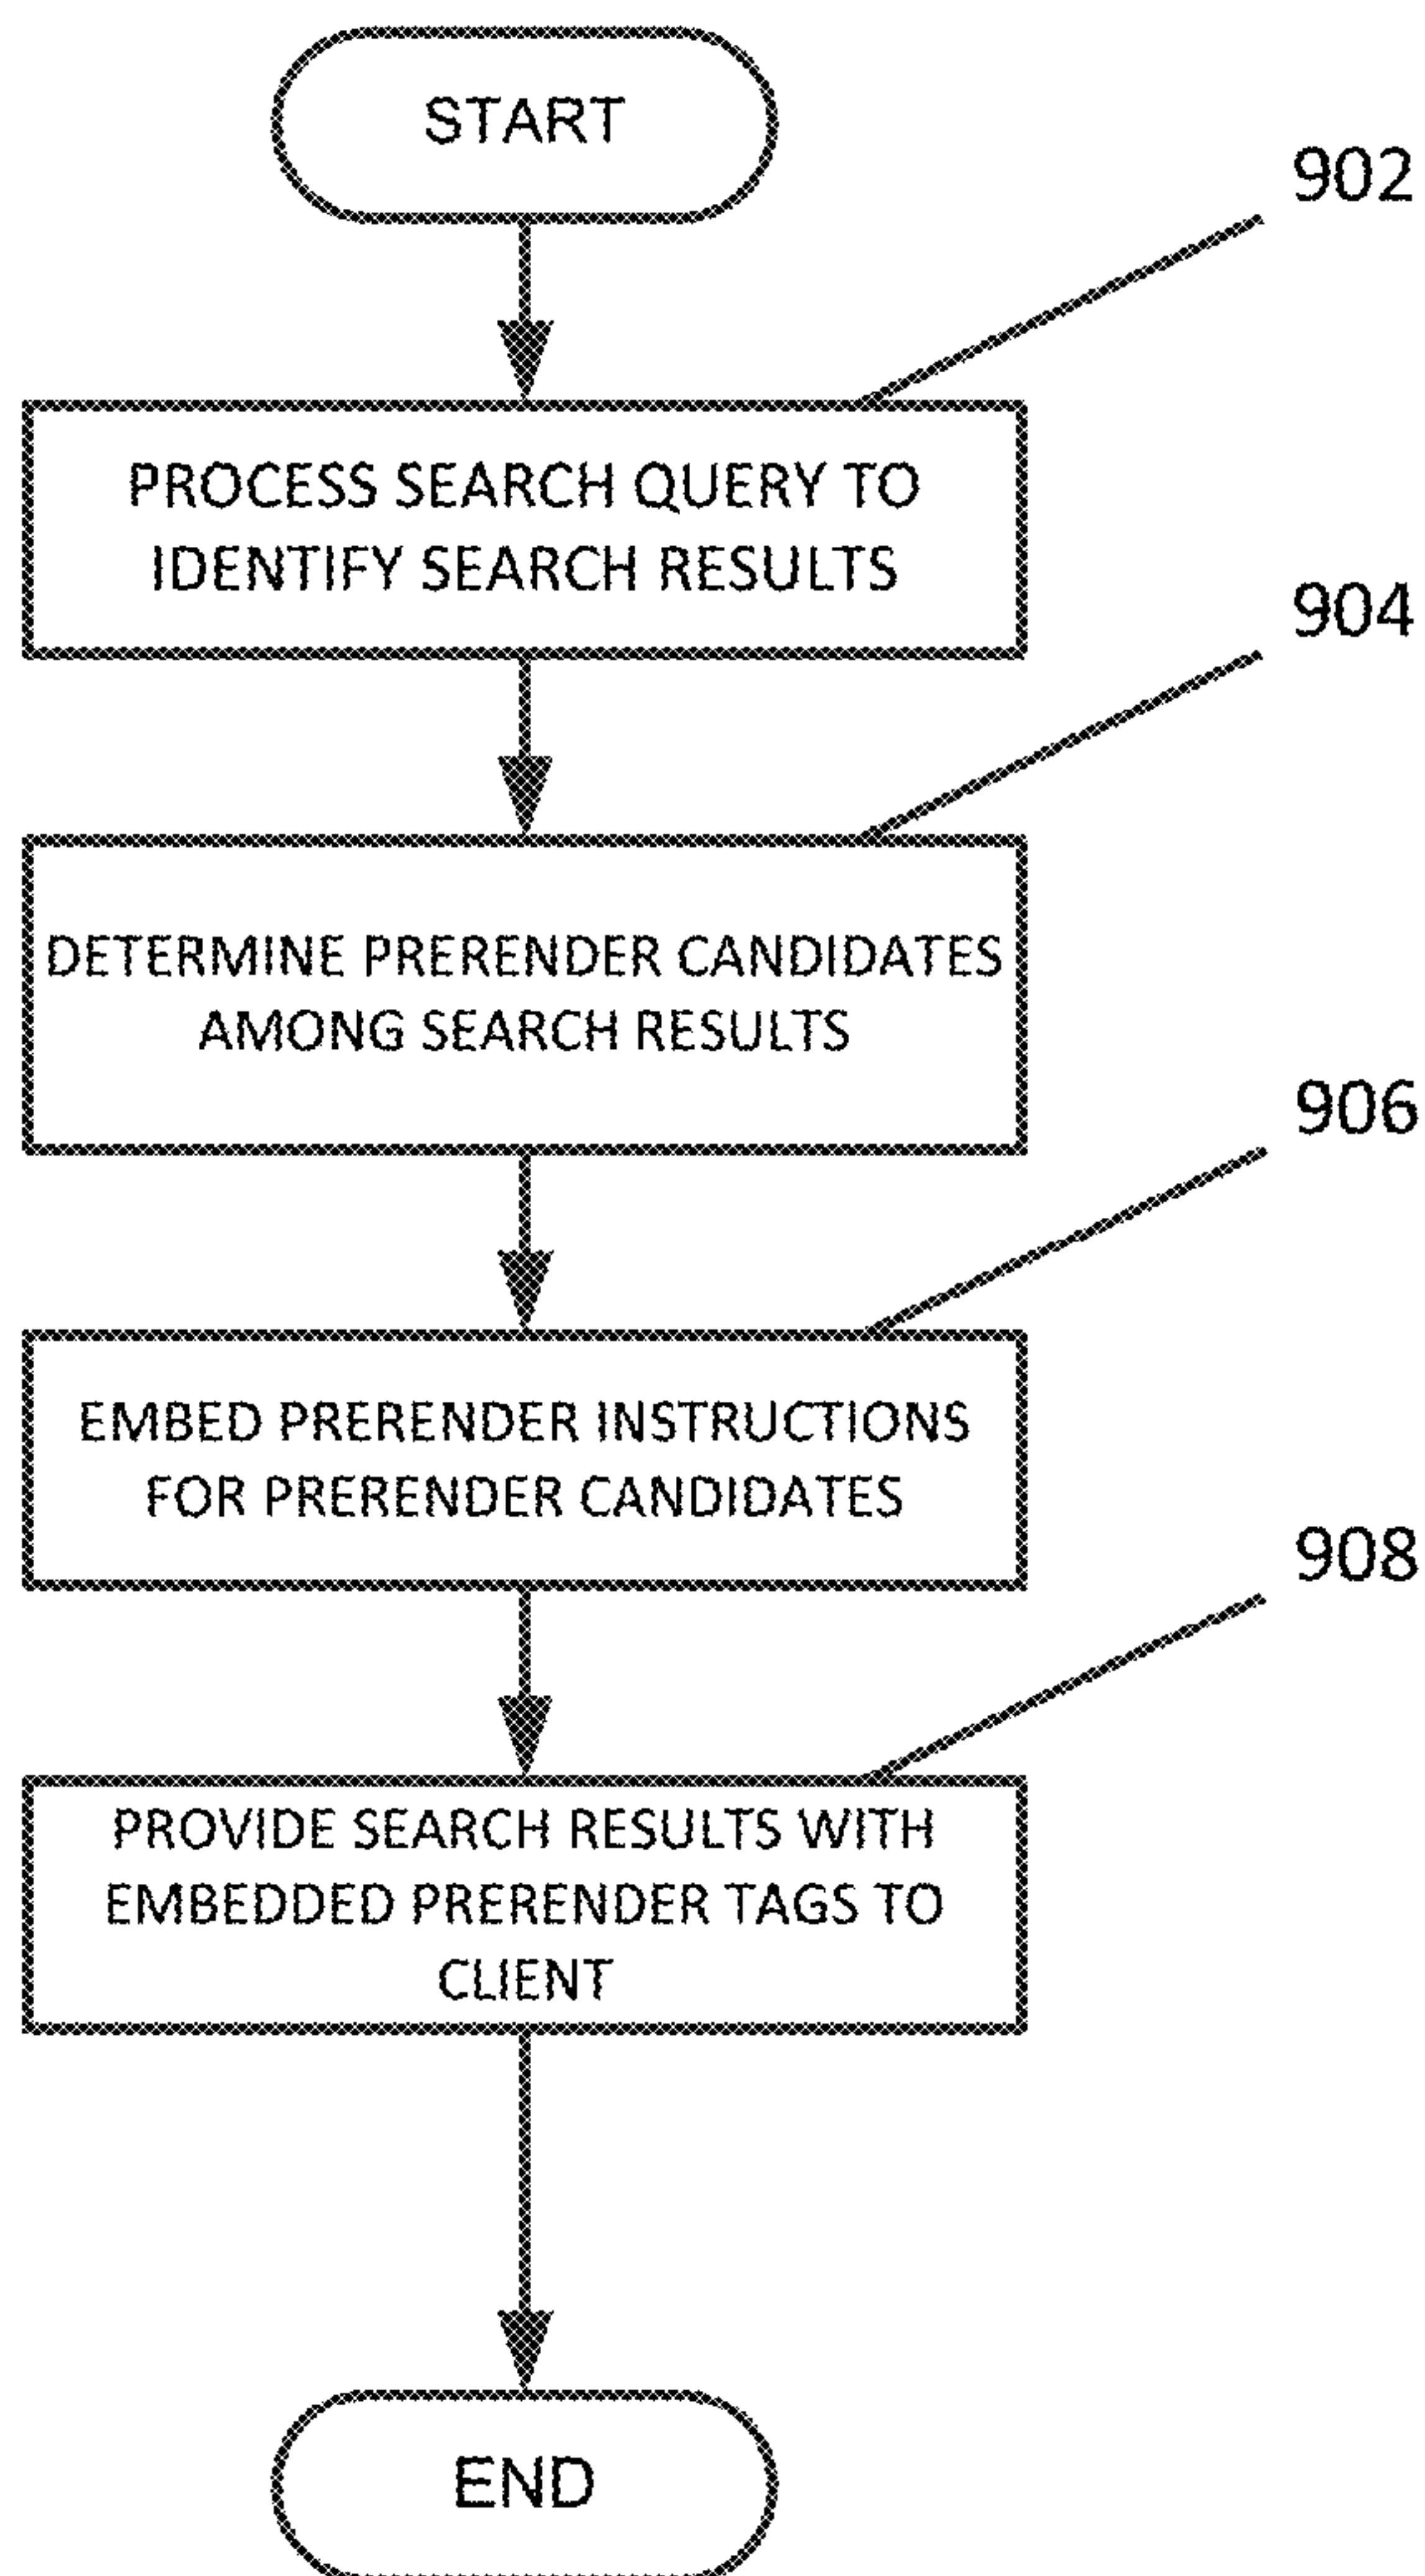 START
902
PROCESS SEARCH QUERY TO
IDENTIFY SEARCH RESULTS
904
DETERMINE PRERENDER CANDIDATES
AMONG SEARCH RESULTS
906
EMBED PRERENDER INSTRUCTIONS
FOR PRERENDER CANDIDATES
908
PROVIDE SEARCH RESULTS WITH
EMBEDDED PRERENDER TAGS TO
CLIENT
END